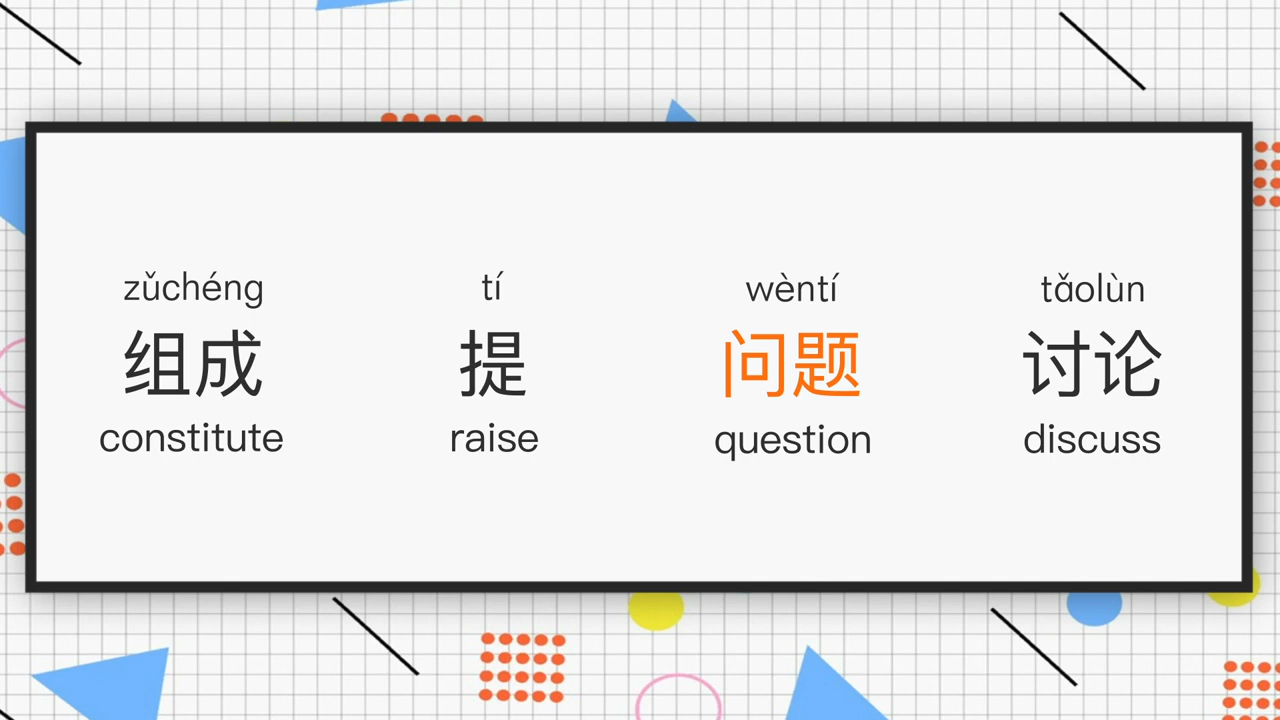 zǔchéng tí wèntí tǎolùn
组成 提 问题 讨论
constitute raise question discuss